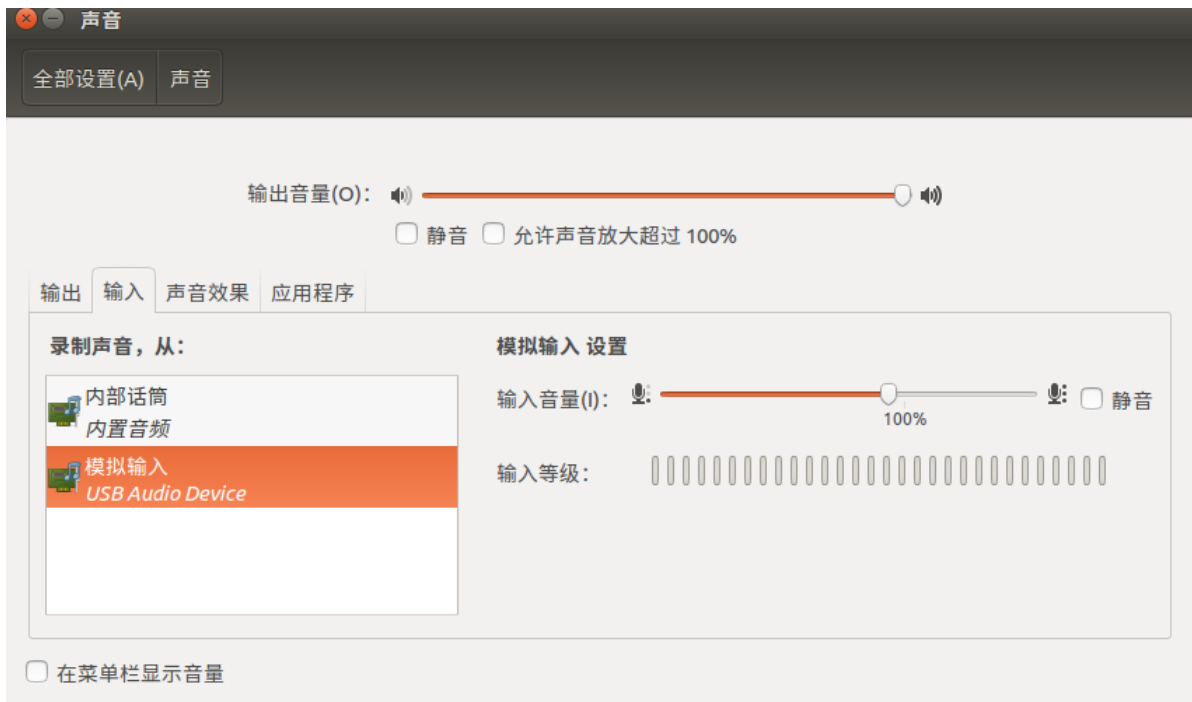 声音
全部设置(A) 声音
输出音量(O):
静音 允许声音放大超过 100%
输出 输入 声音效果 应用程序
录制声音，从： 模拟输入 设置
内部话筒
内置音频
输入音量(I): 100% 静音
模拟输入
USB Audio Device
输入等级：
在菜单栏显示音量